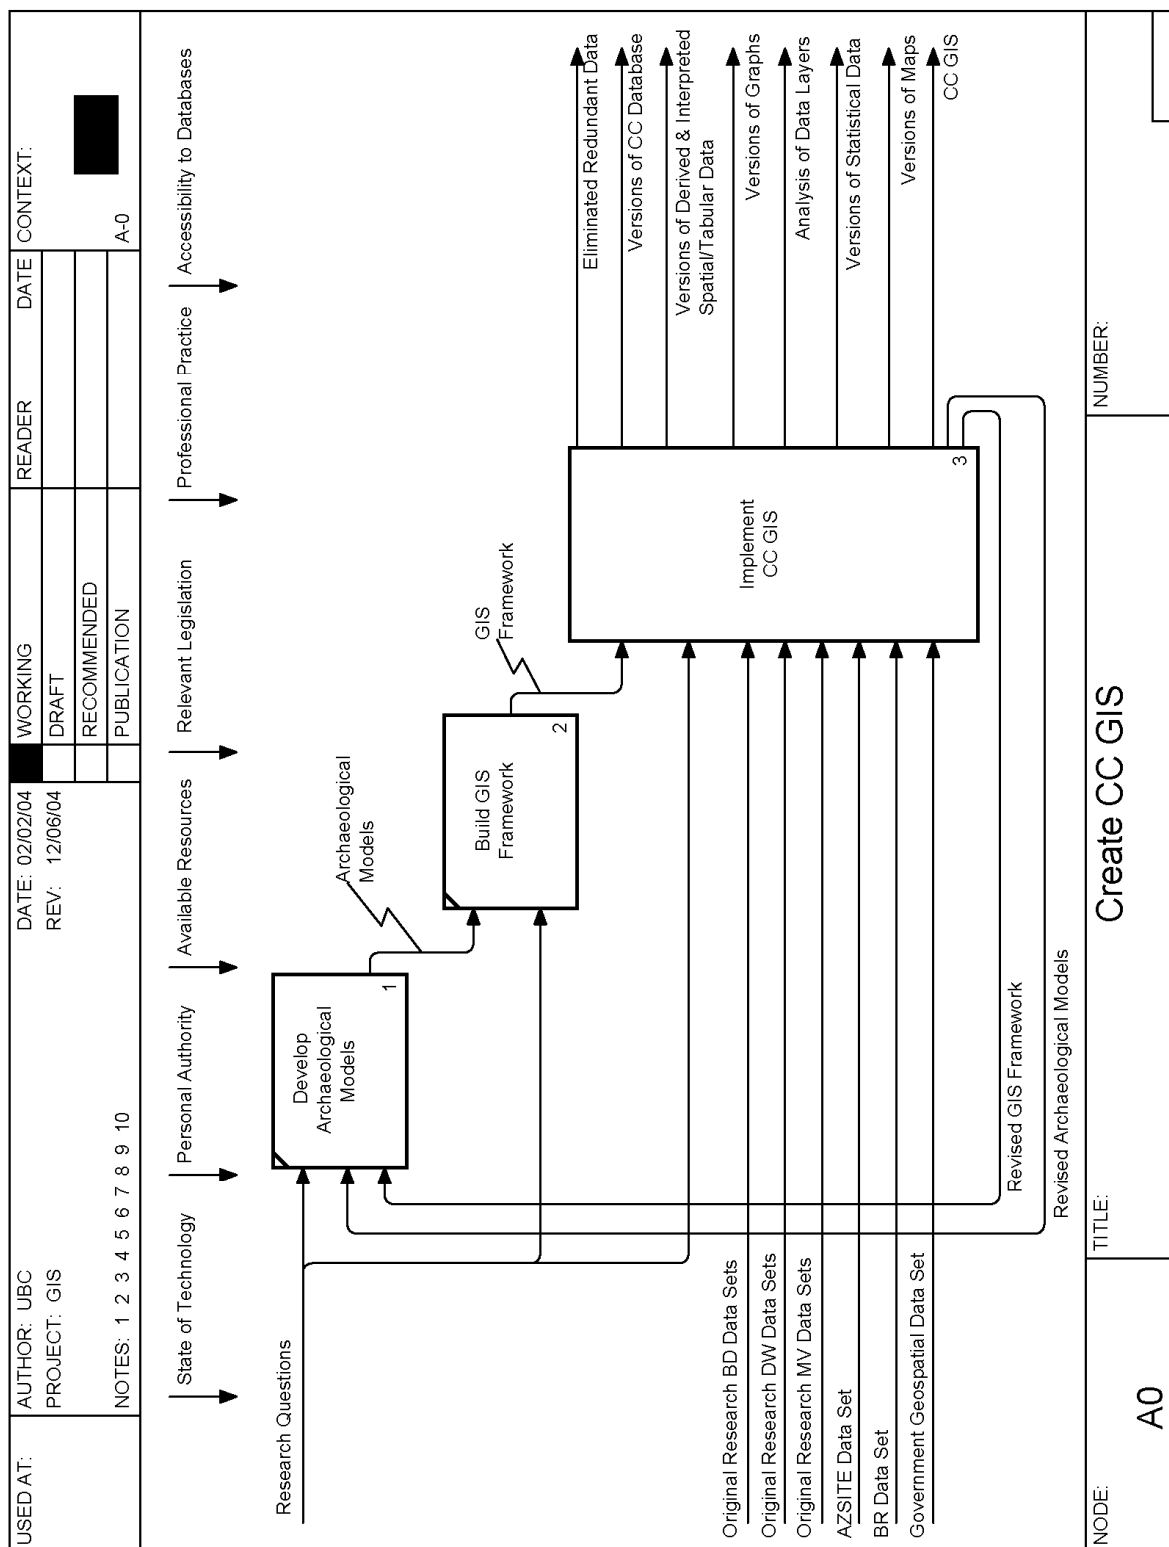 USED AT:
AUTHOR: UBC
PROJECT: GIS
NOTES: 1 2 3 4 5 6 7 8 9 10
DATE: 02/02/04
REV: 12/06/04
WORKING
DRAFT
RECOMMENDED
PUBLICATION
READER
DATE
CONTEXT:
A-0
State of Technology
Personal Authority
Available Resources
Relevant Legislation
Professional Practice
Accessibility to Databases
Research Questions
Develop
Archaeological
Models
1
Archaeological
Models
Build GIS
Framework
2
GIS
Framework
Implement
CC GIS
3
Eliminated Redundant Data
Versions of CC Database
Versions of Derived & Interpreted
Spatial/Tabular Data
Versions of Graphs
Analysis of Data Layers
Versions of Statistical Data
Versions of Maps
CC GIS
Original Research BD Data Sets
Original Research DW Data Sets
Original Research MV Data Sets
AZSITE Data Set
BR Data Set
Government Geospatial Data Set
Revised GIS Framework
Revised Archaeological Models
NODE:
A0
TITLE:
Create CC GIS
NUMBER: